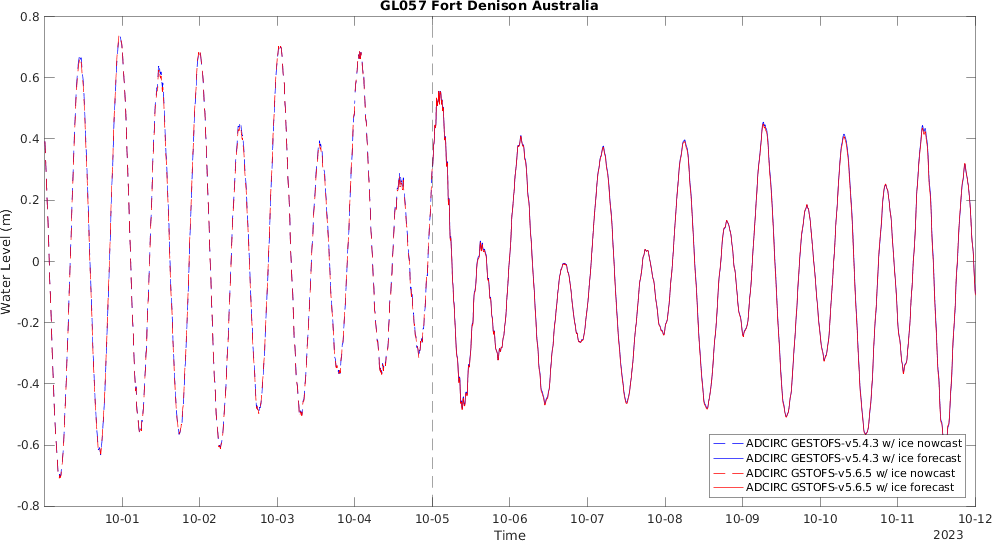 GL057 Fort Denison Australia
0.8
0.6
0.4
0.2
0
-0.2
-0.4
-0.6
-0.8
Water Level (m)
ADCIRC GESTOFS-v5.4.3 w/ ice nowcast
ADCIRC GESTOFS-v5.4.3 w/ ice forecast
ADCIRC GSTOFS-v5.6.5 w/ ice nowcast
ADCIRC GSTOFS-v5.6.5 w/ ice forecast
10-01 10-02 10-03 10-04 10-05 10-06 10-07 10-08 10-09 10-10 10-11 10-12
Time
2023